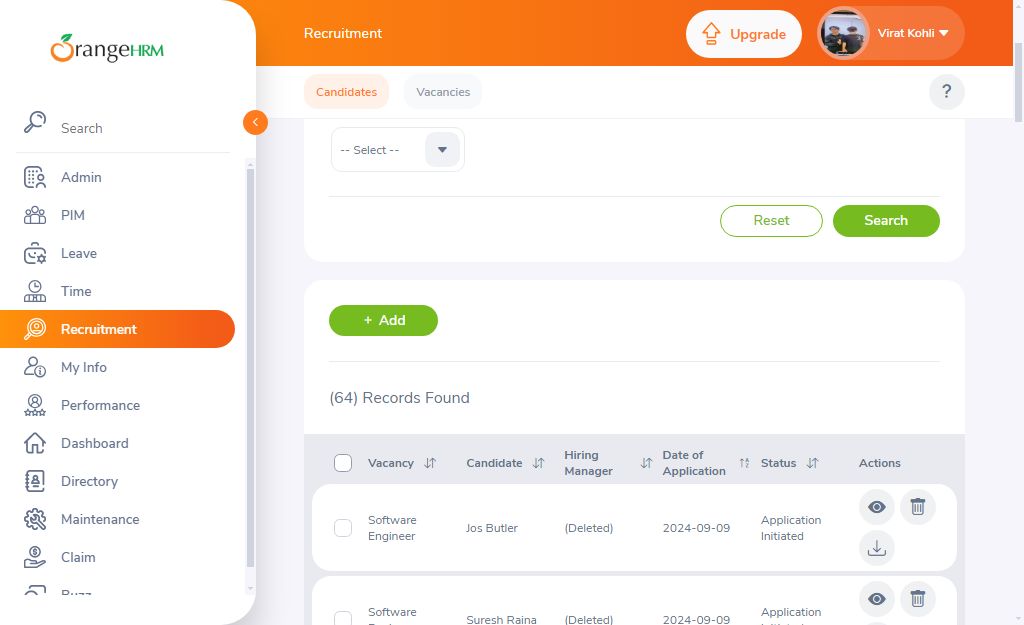 OrangeHRM
Search
Admin
PIM
Leave
Time
Recruitment
My Info
Performance
Dashboard
Directory
Maintenance
Claim
Buzz
Recruitment
Upgrade
Virat Kohli
Candidates
Vacancies
?
-- Select --
Reset
Search
+ Add
(64) Records Found
Vacancy
Candidate
Hiring
Manager
Date of
Application
Status
Actions
Software
Engineer
Jos Butler
(Deleted)
2024-09-09
Application
Initiated
Software
Suresh Raina
(Deleted)
2024-09-09
Application